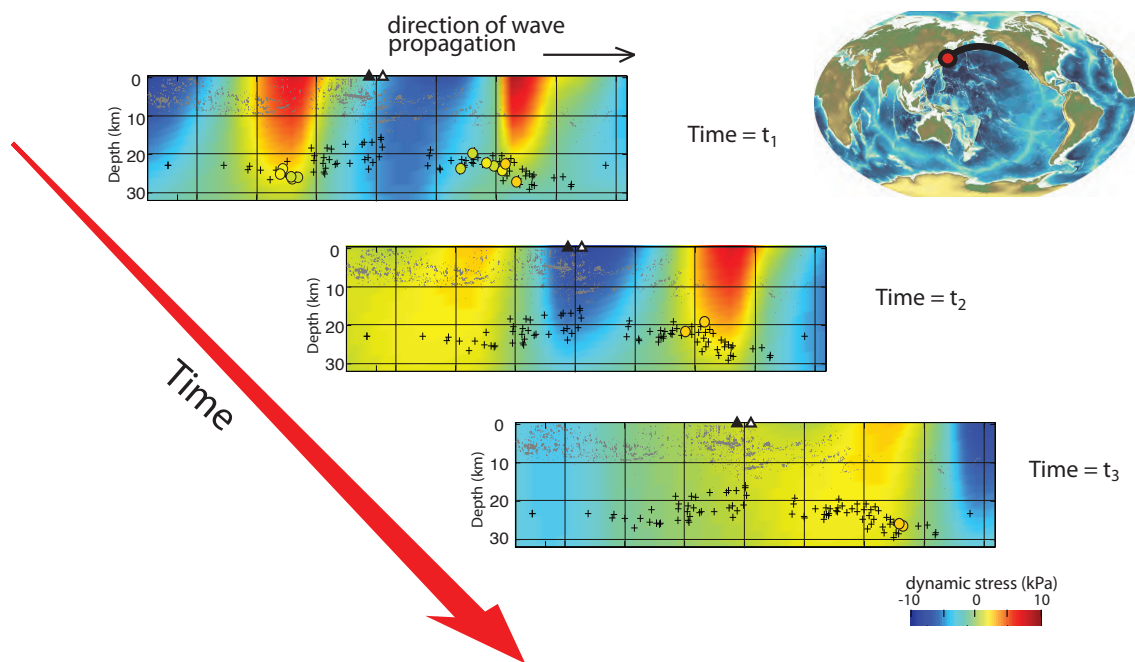 direction of wave
propagation
0
10
20
30
Depth (km)
Time = t1
0
10
20
30
Depth (km)
Time = t2
Time
0
10
20
30
Depth (km)
Time = t3
dynamic stress (kPa)
-10 0 10